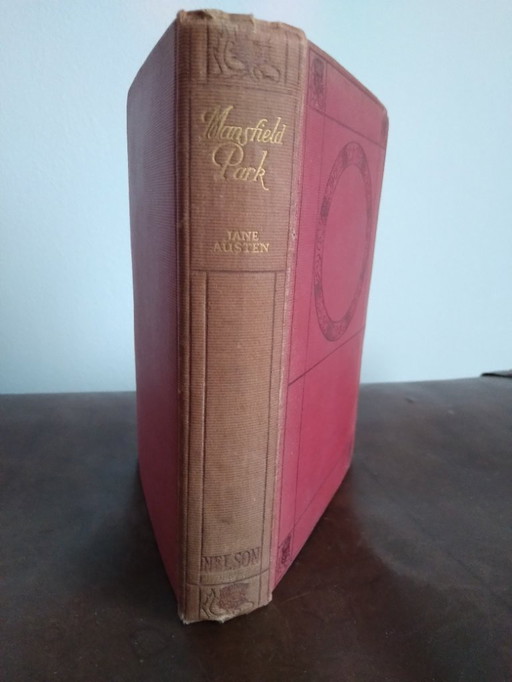 Mansfield
Park
JANE
AUSTEN
NELSON